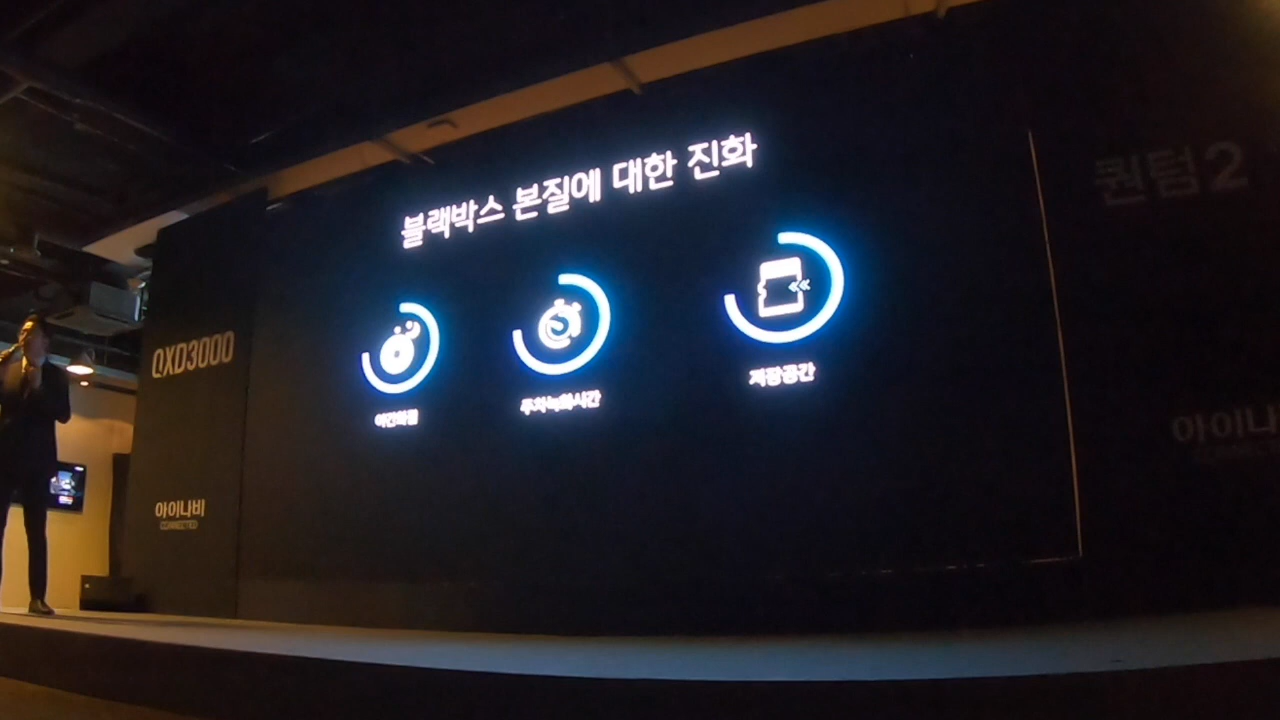 블랙박스 본질에 대한 진화
야간화질
주차녹화시간
저장공간
QXD3000
아이나비
CONNECTED
퀀텀2
아이나